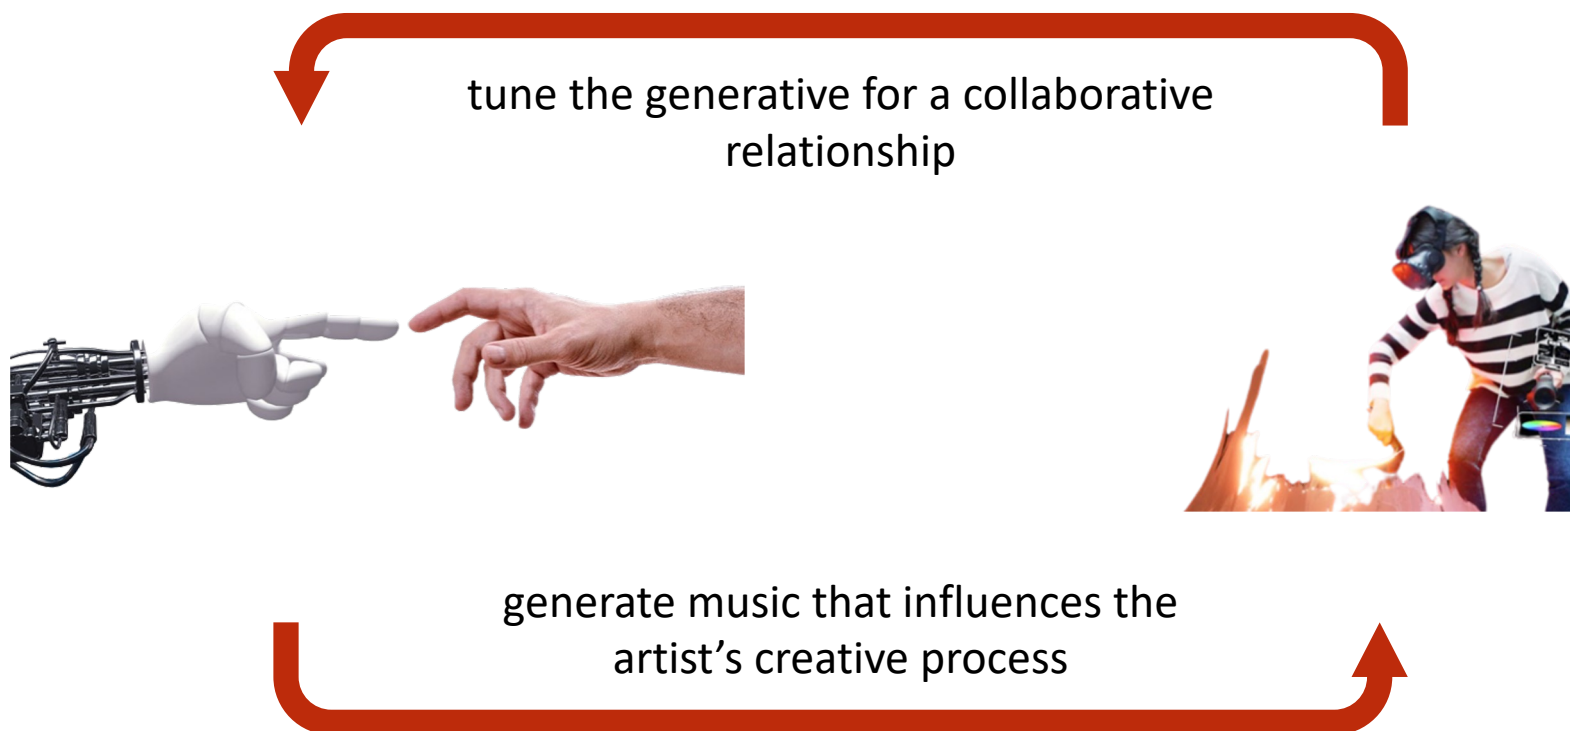 tune the generative for a collaborative
relationship
generate music that influences the
artist’s creative process